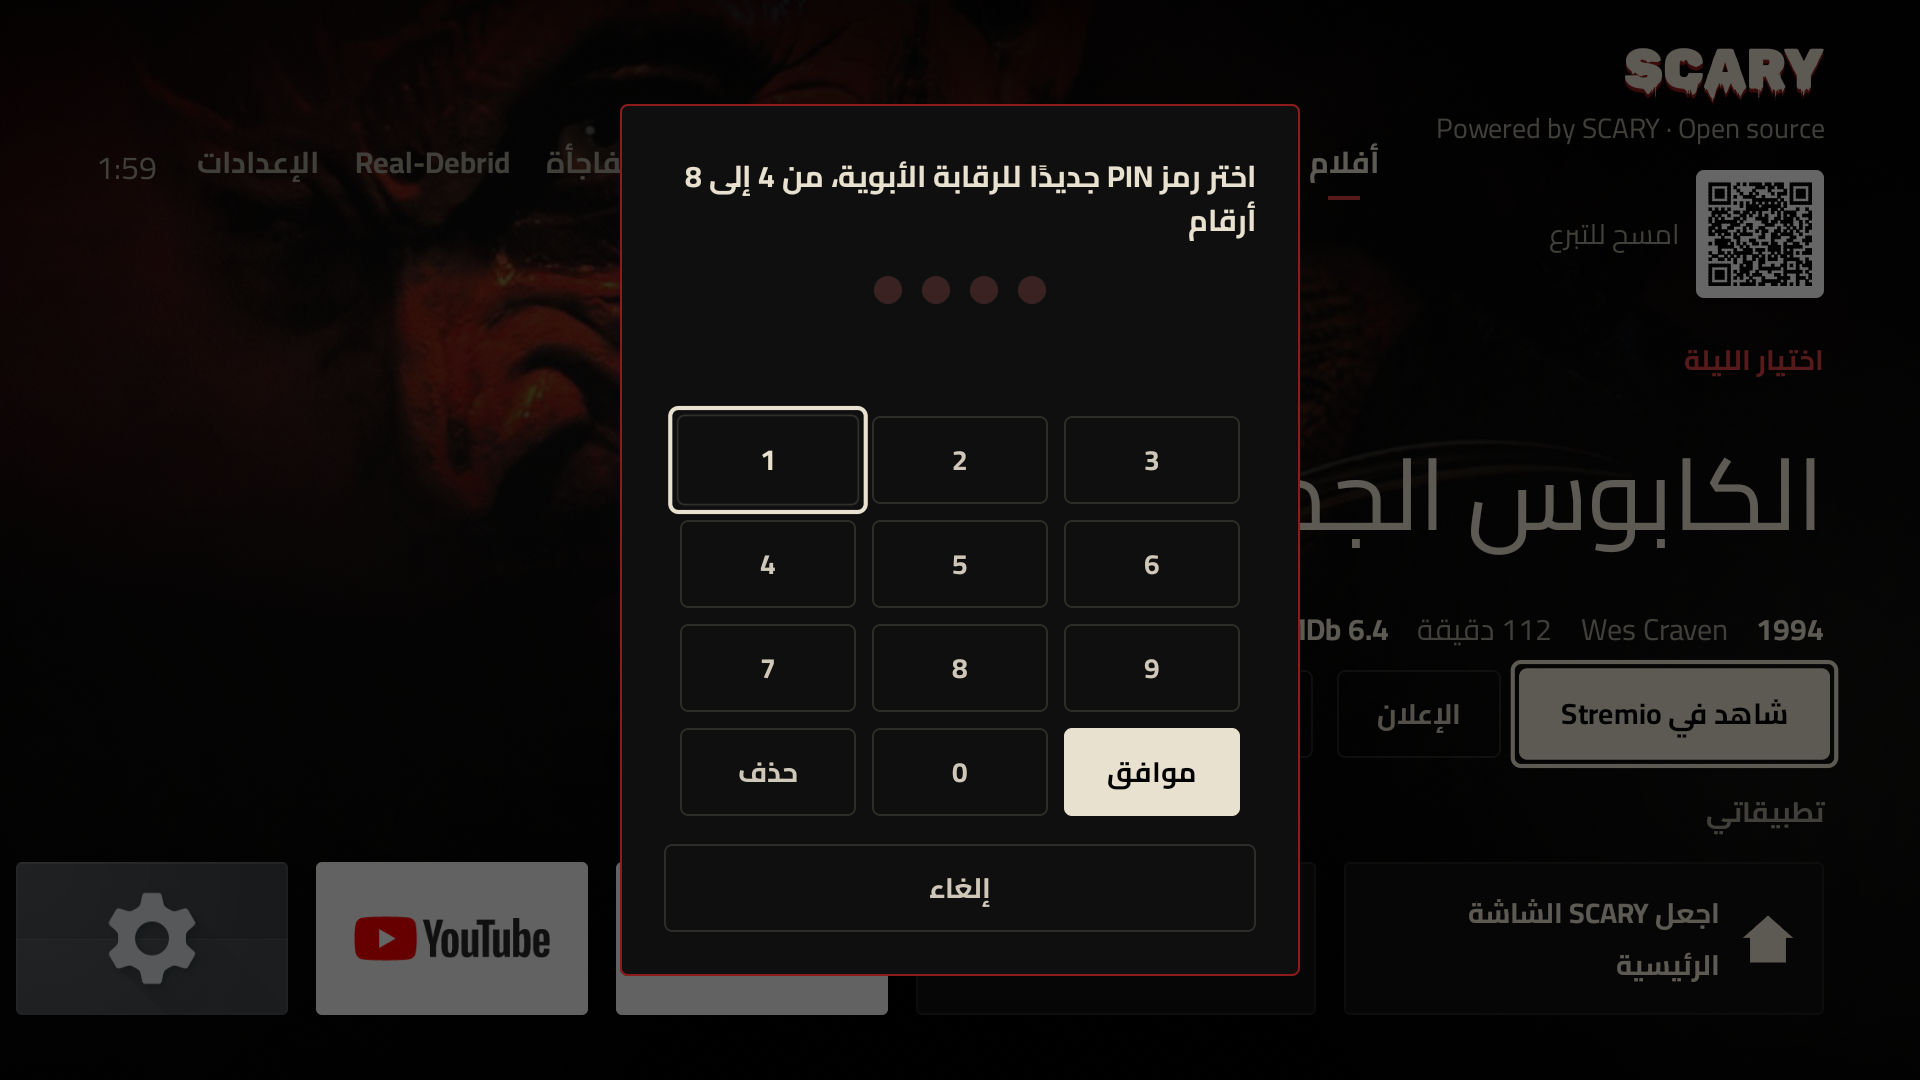 SCARY
Powered by SCARY · Open source
أفلام
Real-Debrid
الإعدادات
1:59
امسح للتبرع
اختيار الليلة
الكابوس
1994
Wes Craven
112 دقيقة
6.4
شاهد في Stremio
الإعلان
تطبيقاتي
اجعل SCARY الشاشة
الرئيسية
YouTube
اختر رمز PIN جديدًا للرقابة الأبوية، من 4 إلى 8
أرقام
1 2 3
4 5 6
7 8 9
حذف 0 موافق
إلغاء